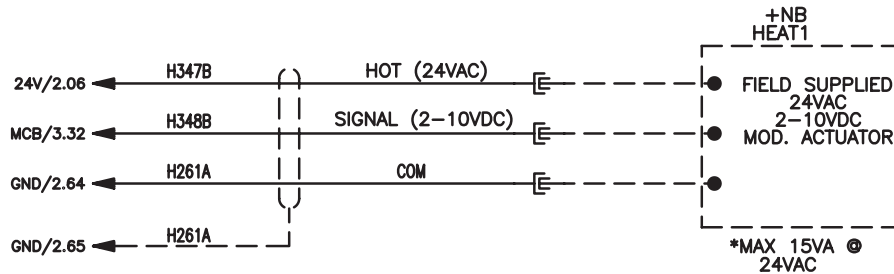 +NB
HEAT1
24V/2.06 H347B HOT (24VAC)
FIELD SUPPLIED
24VAC
2-10VDC
MOD. ACTUATOR
MCB/3.32 H348B SIGNAL (2-10VDC)
GND/2.64 H261A COM
GND/2.65 H261A
*MAX 15VA @
24VAC